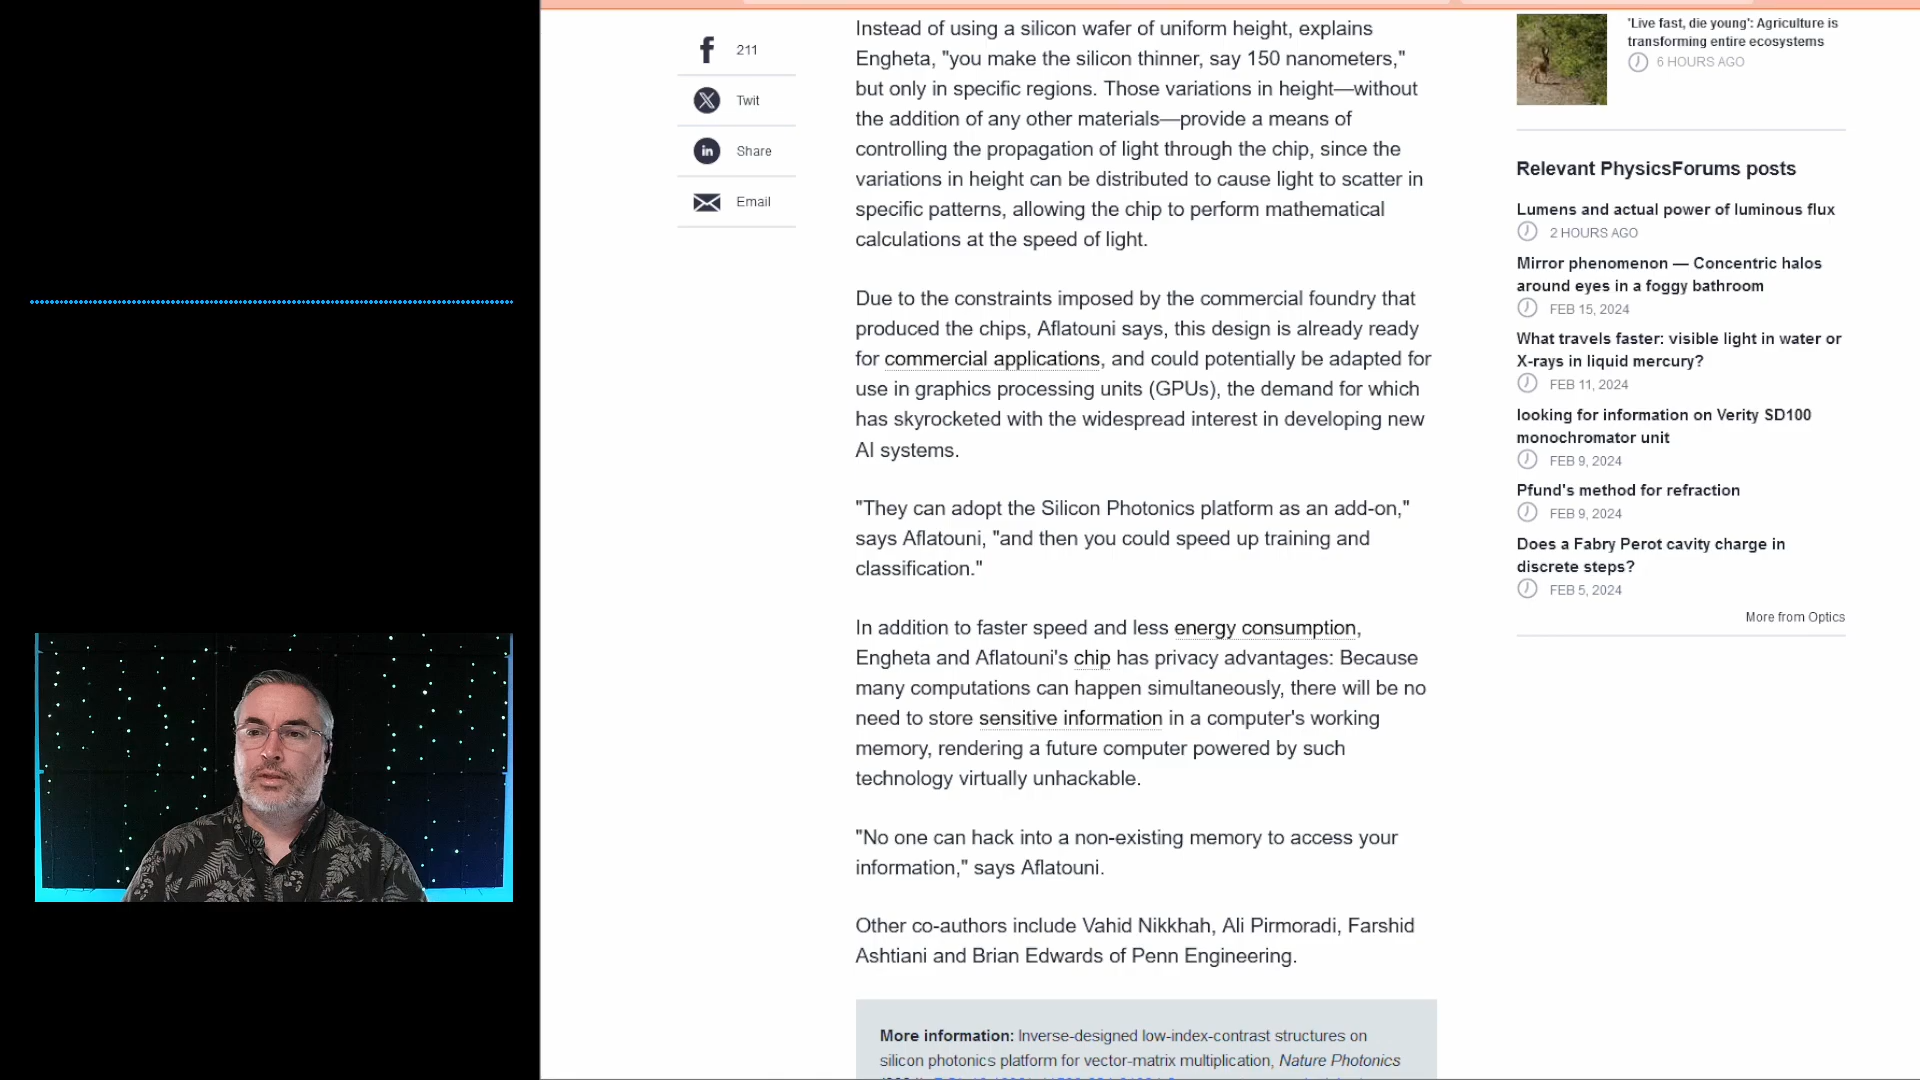 211
Twit
Share
Email
Instead of using a silicon wafer of uniform height, explains
Engheta, "you make the silicon thinner, say 150 nanometers,"
but only in specific regions. Those variations in height—without
the addition of any other materials—provide a means of
controlling the propagation of light through the chip, since the
variations in height can be distributed to cause light to scatter in
specific patterns, allowing the chip to perform mathematical
calculations at the speed of light.
Due to the constraints imposed by the commercial foundry that
produced the chips, Aflatouni says, this design is already ready
for commercial applications, and could potentially be adapted for
use in graphics processing units (GPUs), the demand for which
has skyrocketed with the widespread interest in developing new
AI systems.
"They can adopt the Silicon Photonics platform as an add-on,"
says Aflatouni, "and then you could speed up training and
classification."
In addition to faster speed and less energy consumption,
Engheta and Aflatouni's chip has privacy advantages: Because
many computations can happen simultaneously, there will be no
need to store sensitive information in a computer's working
memory, rendering a future computer powered by such
technology virtually unhackable.
"No one can hack into a non-existing memory to access your
information," says Aflatouni.
Other co-authors include Vahid Nikkhah, Ali Pirmoradi, Farshid
Ashtiani and Brian Edwards of Penn Engineering.
More information: Inverse-designed low-index-contrast structures on
silicon photonics platform for vector-matrix multiplication, Nature Photonics
'Live fast, die young': Agriculture is
transforming entire ecosystems
6 HOURS AGO
Relevant PhysicsForums posts
Lumens and actual power of luminous flux
2 HOURS AGO
Mirror phenomenon — Concentric halos
around eyes in a foggy bathroom
FEB 15, 2024
What travels faster: visible light in water or
X-rays in liquid mercury?
FEB 11, 2024
looking for information on Verity SD100
monochromator unit
FEB 9, 2024
Pfund's method for refraction
FEB 9, 2024
Does a Fabry Perot cavity charge in
discrete steps?
FEB 5, 2024
More from Optics